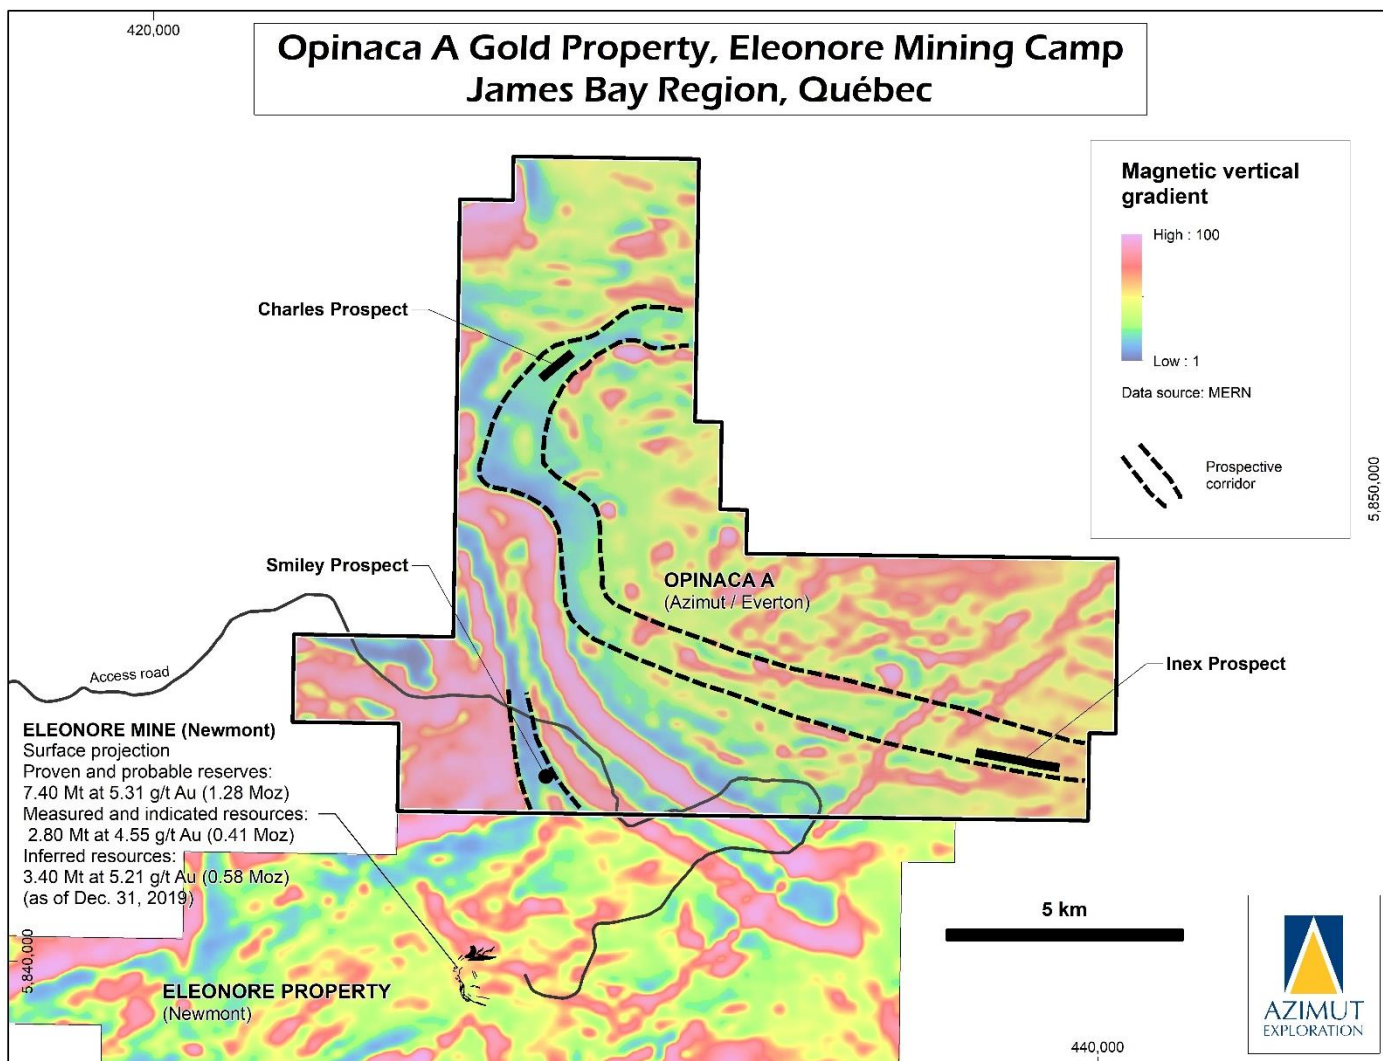 420,000
Opinaca A Gold Property, Eleonore Mining Camp
James Bay Region, Québec
Magnetic vertical
gradient
High : 100
Low : 1
Data source: MERN
Prospective
corridor
5,850,000
Charles Prospect
Smiley Prospect
OPINACA A
(Azimut / Everton)
Inex Prospect
Access road
ELEONORE MINE (Newmont)
Surface projection
Proven and probable reserves:
7.40 Mt at 5.31 g/t Au (1.28 Moz)
Measured and indicated resources:
2.80 Mt at 4.55 g/t Au (0.41 Moz)
Inferred resources:
3.40 Mt at 5.21 g/t Au (0.58 Moz)
(as of Dec. 31, 2019)
5 km
5,840,000
ELEONORE PROPERTY
(Newmont)
AZIMUT
EXPLORATION
440,000